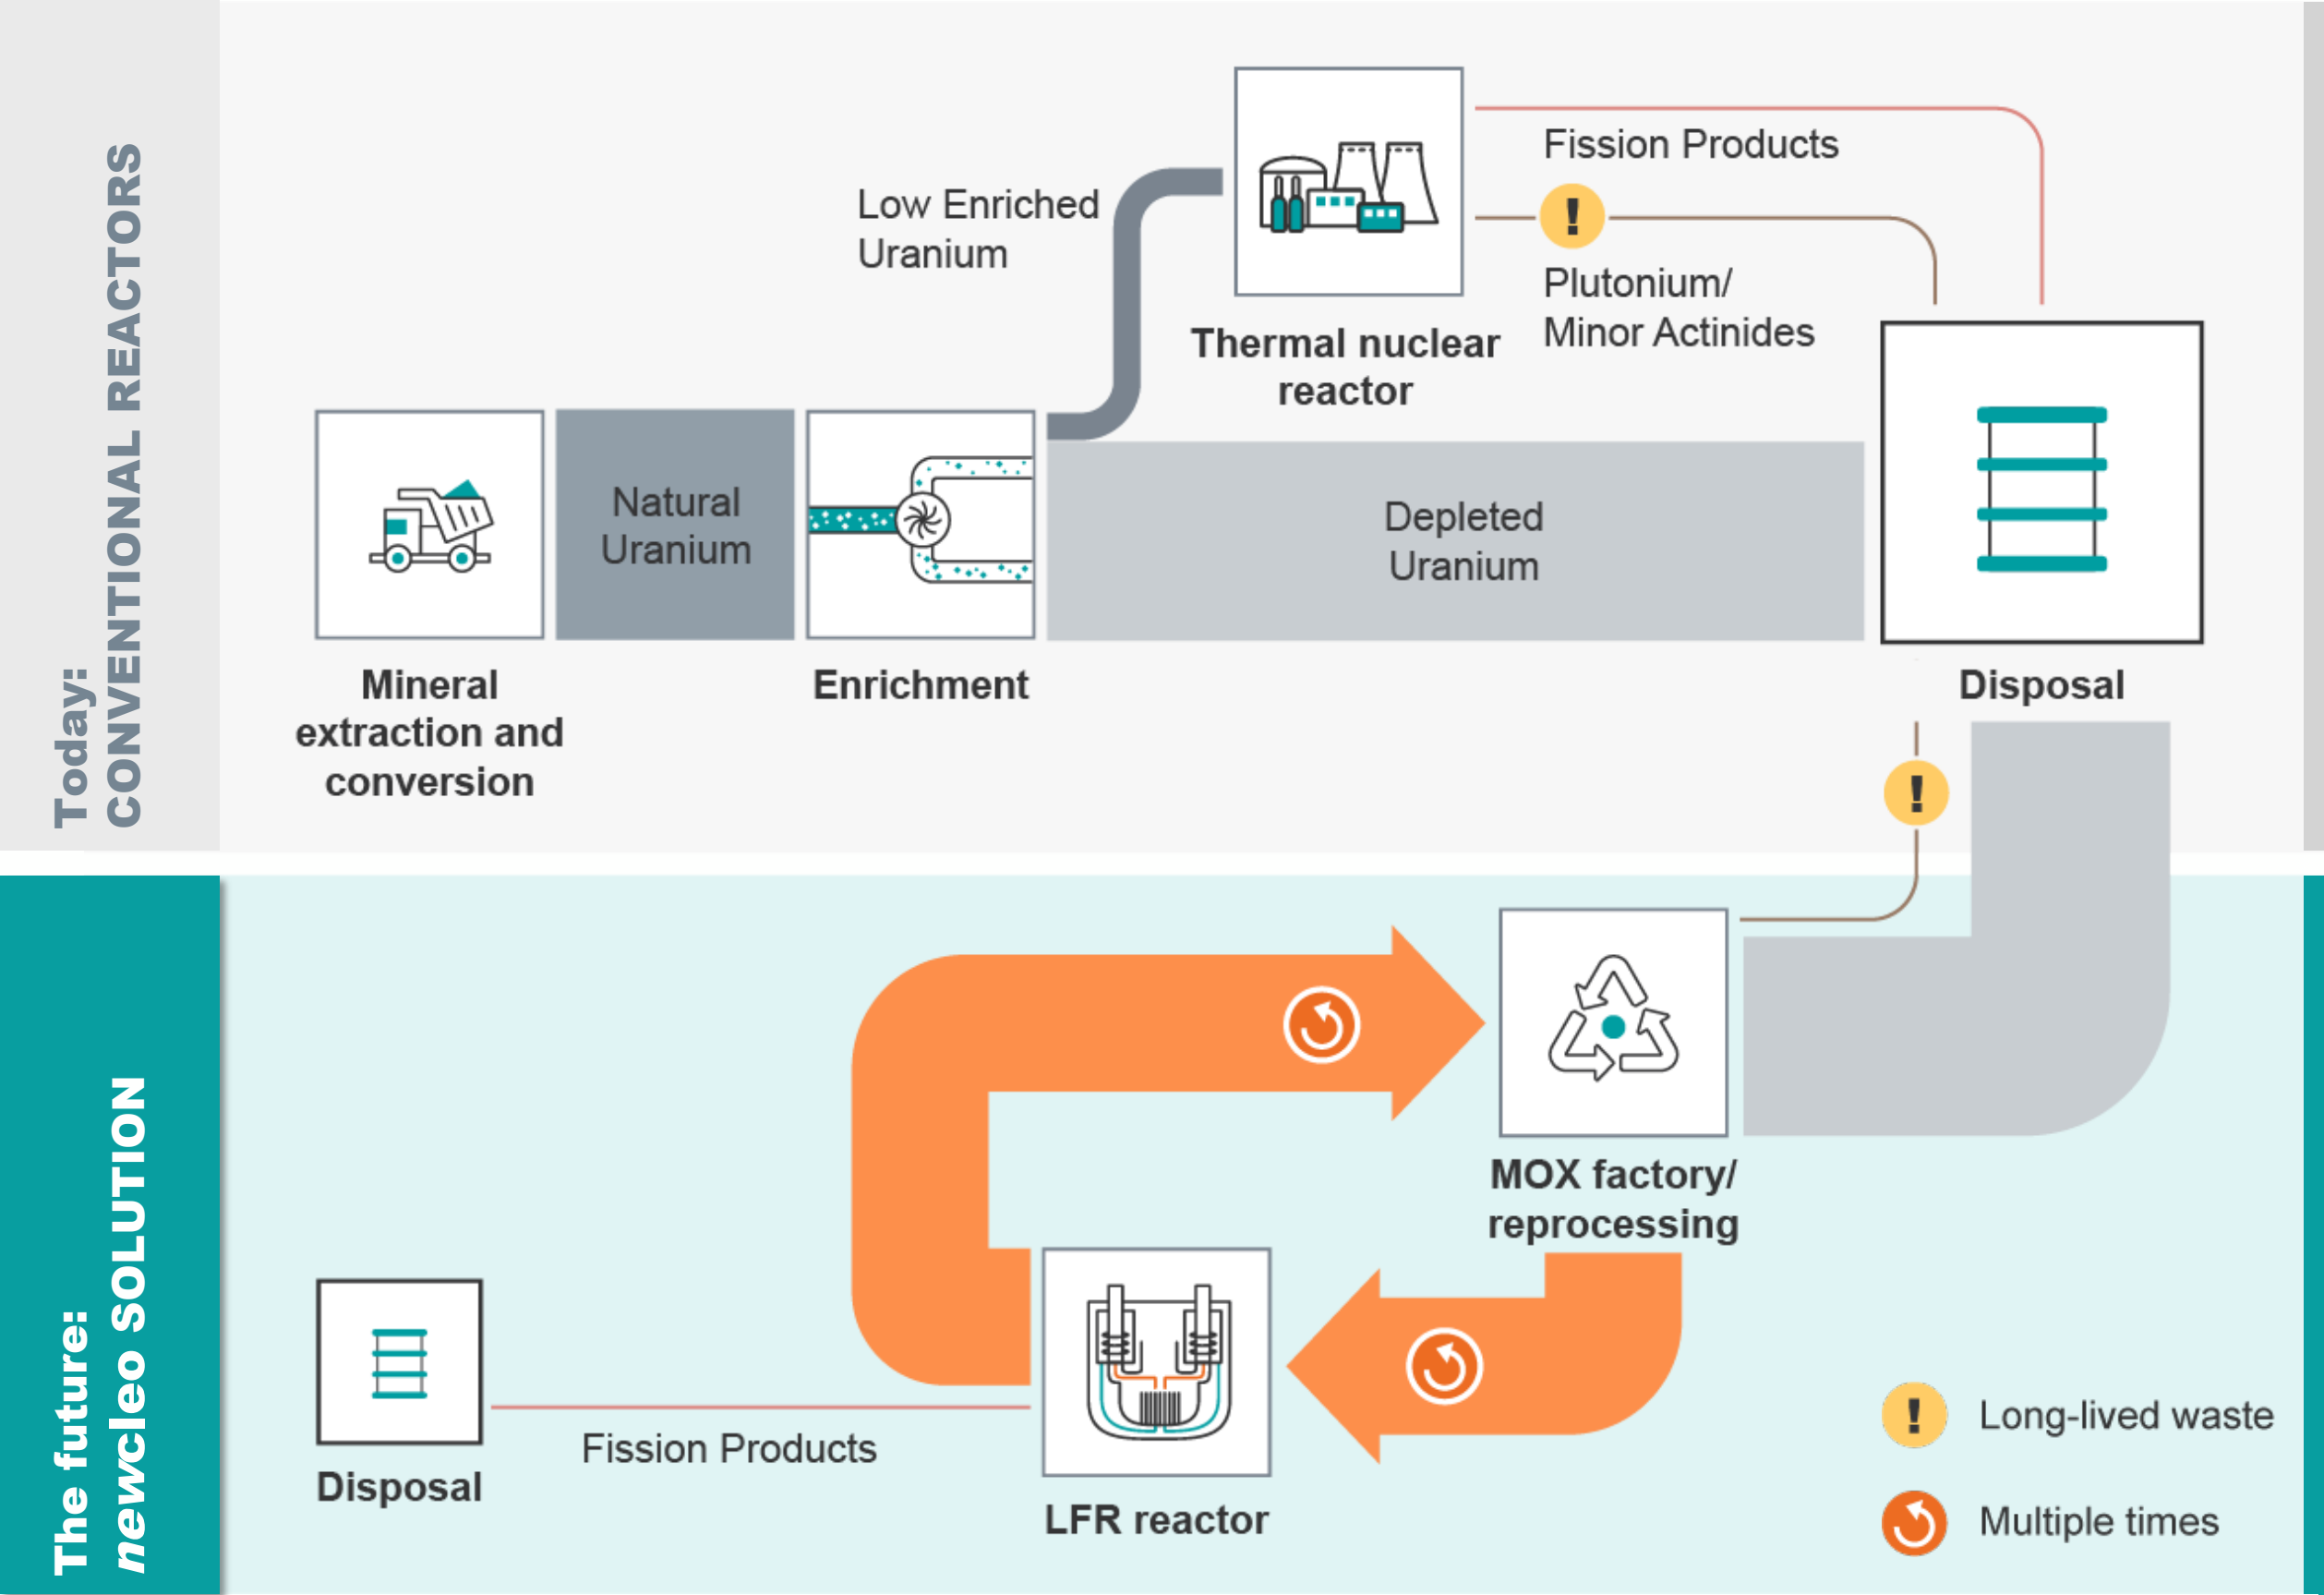 Today:
CONVENTIONAL REACTORS
Low Enriched
Uranium
Thermal nuclear
reactor
Fission Products
!
Plutonium/
Minor Actinides
Natural
Uranium
Depleted
Uranium
Mineral
extraction and
conversion
Enrichment
Disposal
!
The future:
newcleo SOLUTION
MOX factory/
reprocessing
Disposal
Fission Products
LFR reactor
! Long-lived waste
Multiple times